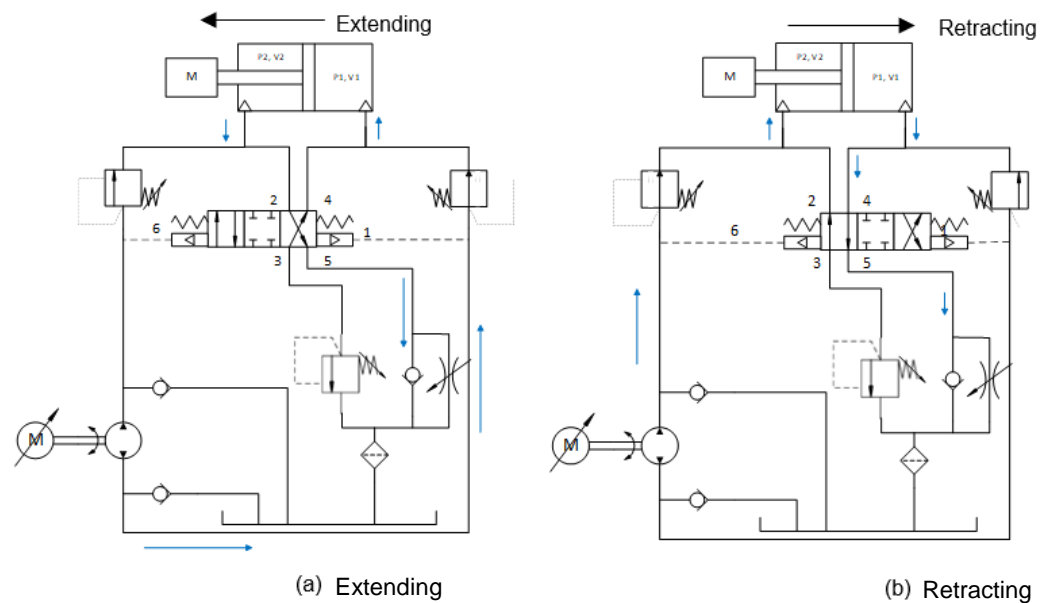 Extending
Retracting
M
P2, V2
P1, V1
M
P2, V2
P1, V1
2
4
6
1
3
5
2
4
6
1
3
5
M
M
(a) Extending
(b) Retracting